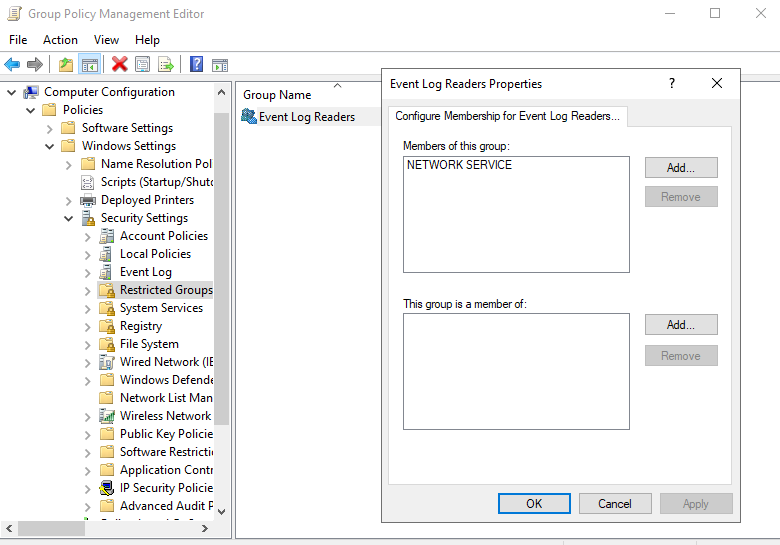 Group Policy Management Editor
File Action View Help
Computer Configuration
Policies
Software Settings
Windows Settings
Name Resolution Pol
Scripts (Startup/Shutd
Deployed Printers
Security Settings
Account Policies
Local Policies
Event Log
Restricted Groups
System Services
Registry
File System
Wired Network (IE
Windows Defende
Network List Man
Wireless Network
Public Key Policie
Software Restrictio
Application Contr
IP Security Policie
Advanced Audit P
Group Name
Event Log Readers
Event Log Readers Properties
?
Configure Membership for Event Log Readers...
Members of this group:
NETWORK SERVICE
Add...
Remove
This group is a member of:
Add...
Remove
OK
Cancel
Apply